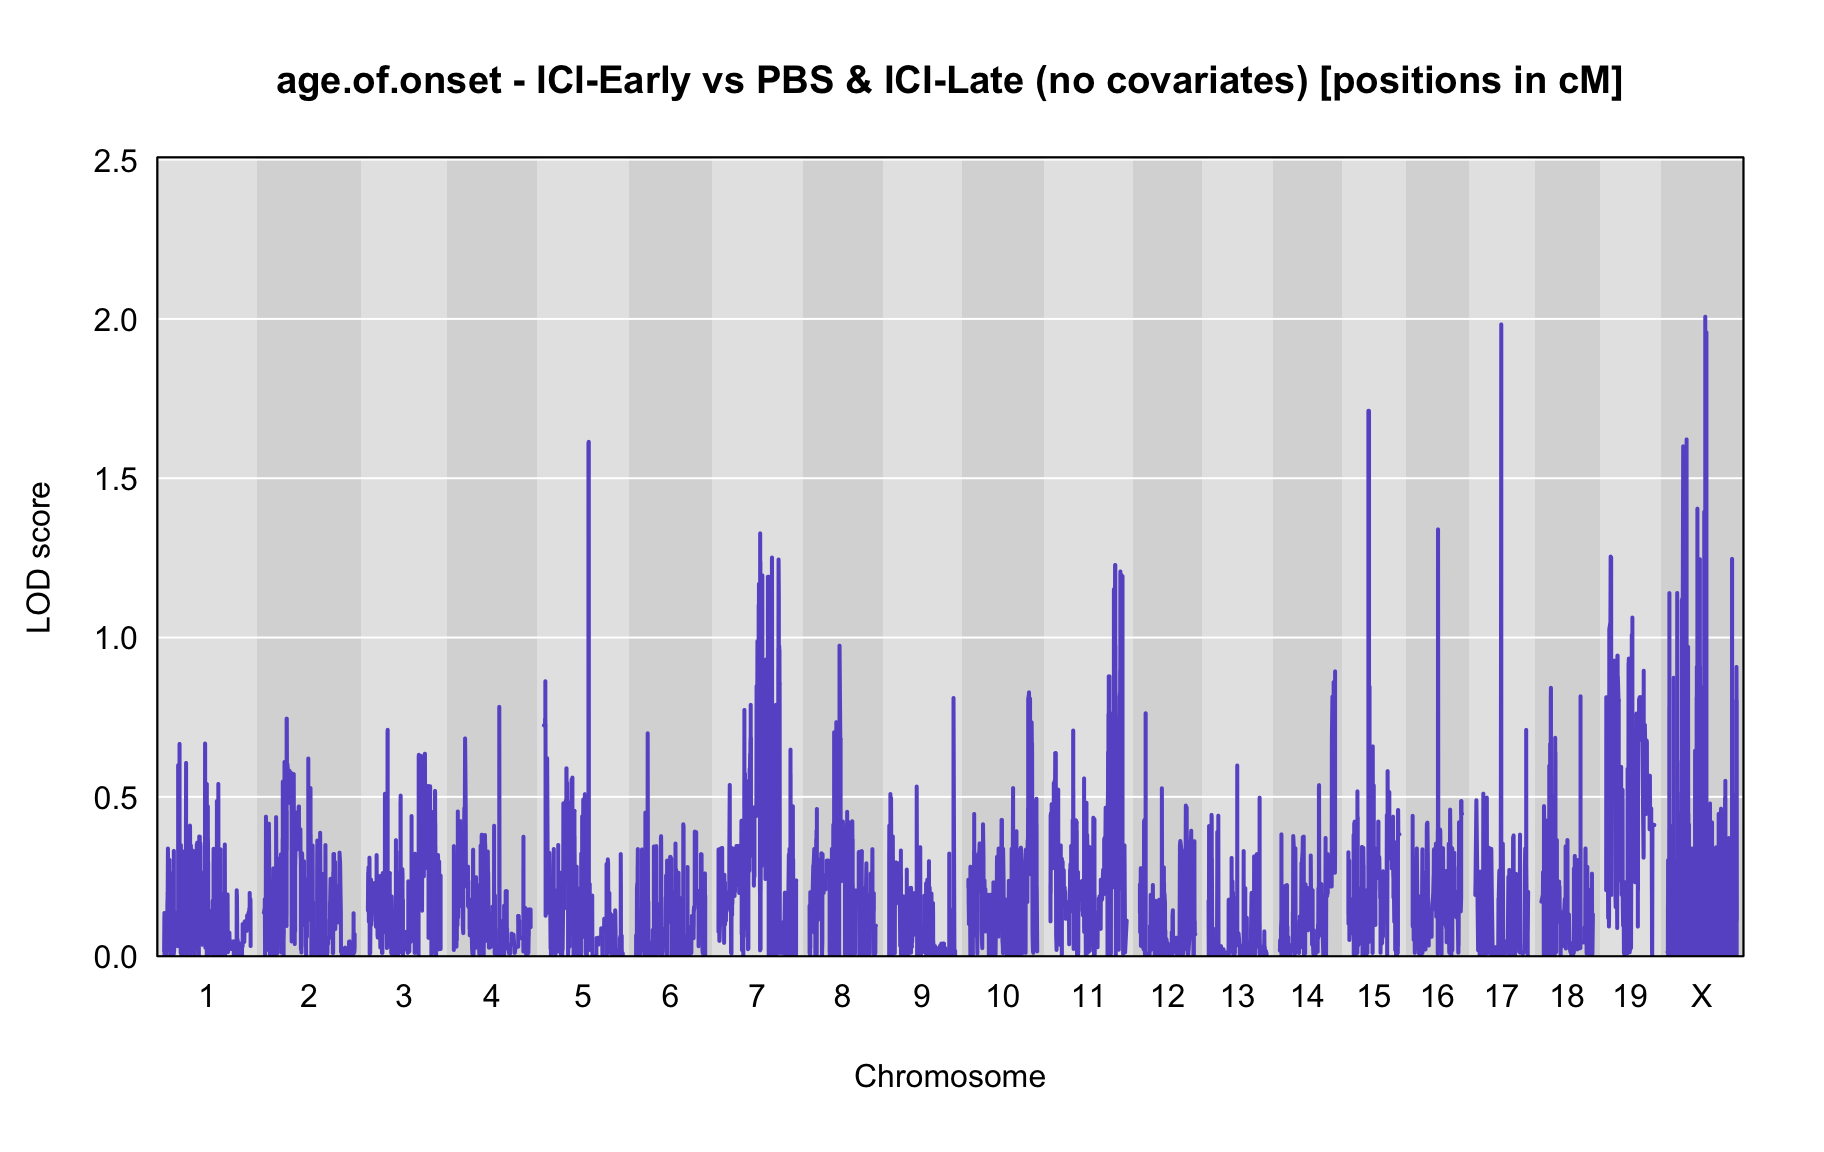 age.of.onset - ICI-Early vs PBS & ICI-Late (no covariates) [positions in cM]
2.5
2.0
1.5
1.0
0.5
0.0
LOD score
1 2 3 4 5 6 7 8 9 10 11 12 13 14 15 16 17 18 19 X
Chromosome